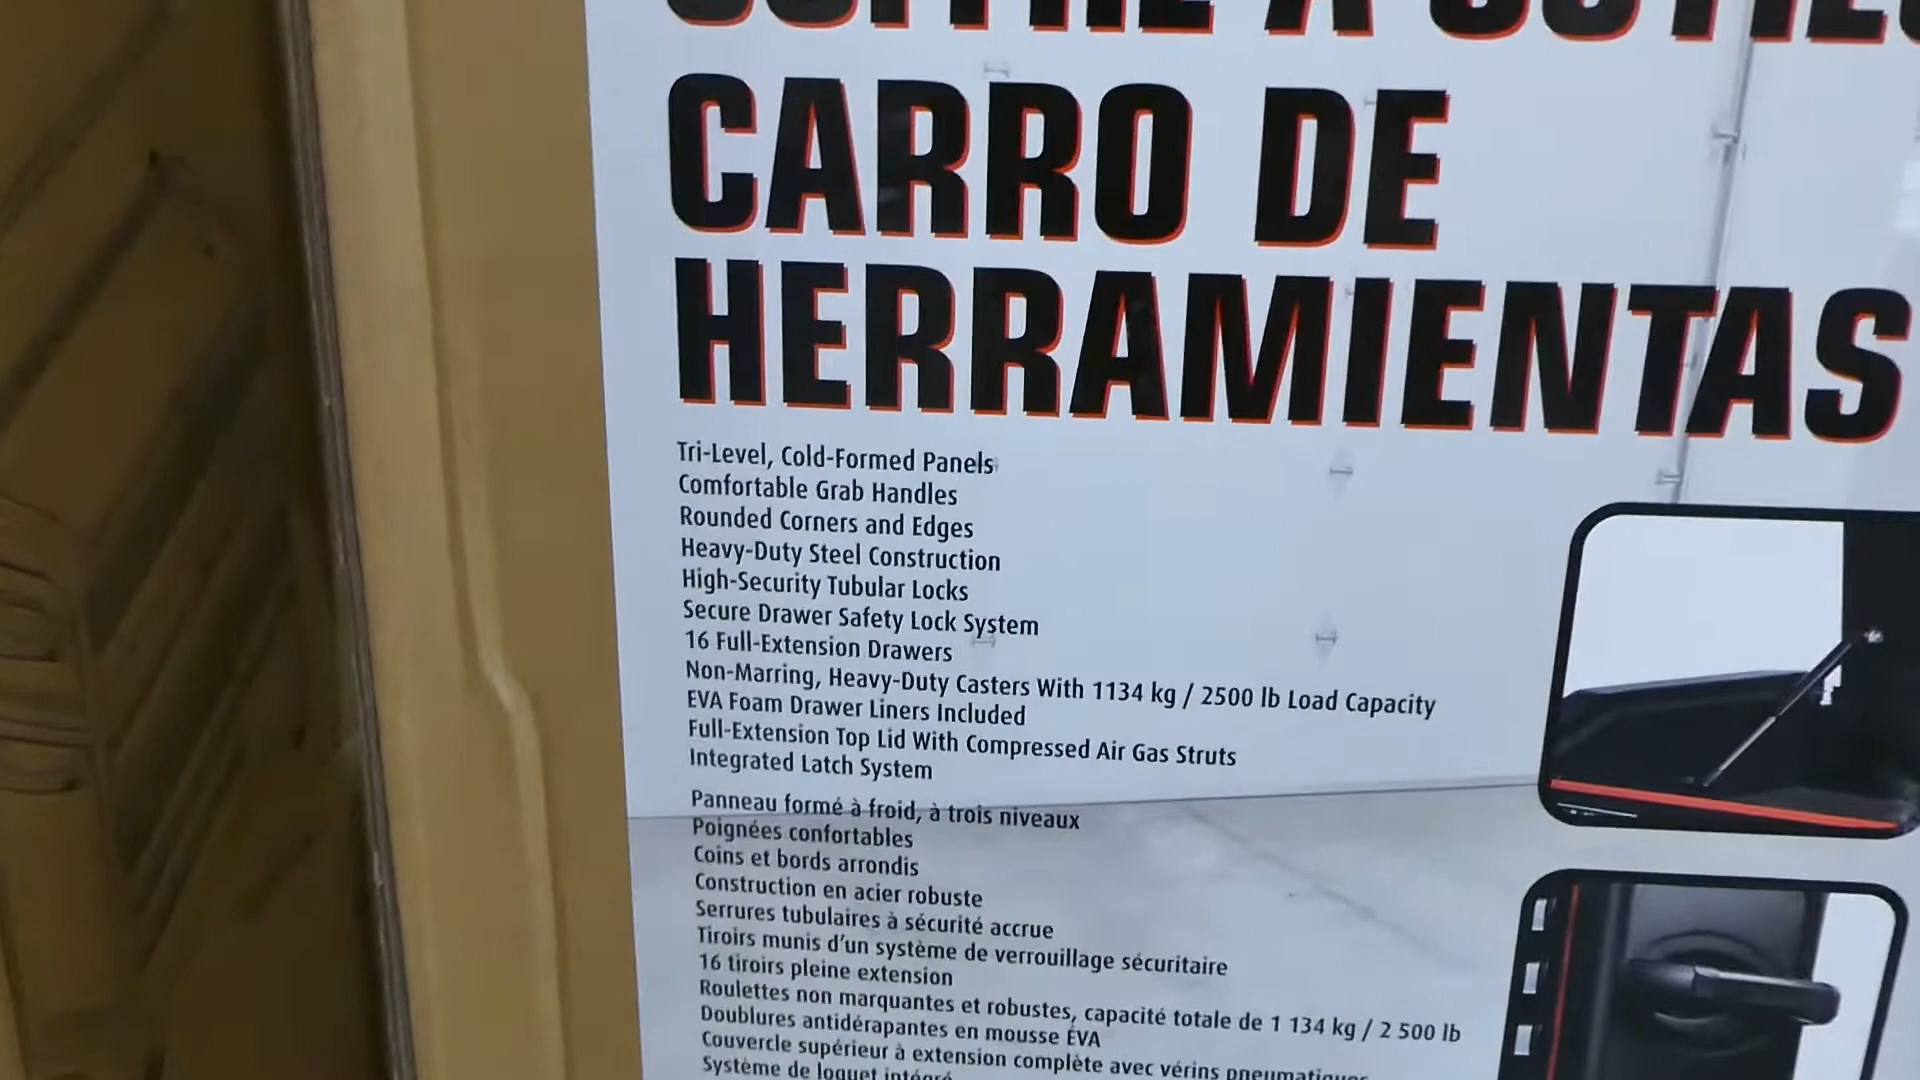 CARRO DE
HERRAMIENTAS
Tri-Level, Cold-Formed Panels
Comfortable Grab Handles
Rounded Corners and Edges
Heavy-Duty Steel Construction
High-Security Tubular Locks
Secure Drawer Safety Lock System
16 Full-Extension Drawers
Non-Marring, Heavy-Duty Casters With 1134 kg / 2500 lb Load Capacity
EVA Foam Drawer Liners Included
Full-Extension Top Lid With Compressed Air Gas Struts
Integrated Latch System
Panneau formé à froid, à trois niveaux
Poignées confortables
Coins et bords arrondis
Construction en acier robuste
Serrures tubulaires à sécurité accrue
Tiroirs munis d'un système de verrouillage sécuritaire
16 tiroirs pleine extension
Roulettes non marquantes et robustes, capacité totale de 1 134 kg / 2 500 lb
Doublures antidérapantes en mousse ÉVA
Couvercle supérieur à extension complète avec vérins pneumatiques
Système de loquet intégré